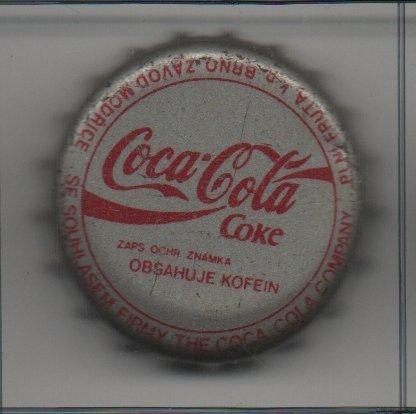 Coca-Cola
Coke
ZAPS. OCHR. ZNÁMKA
OBSAHUJE KOFEIN
PLNÍ FRUTA k.p. BRNO, ZÁVOD MODŘICE
SE SOUHLASEM FIRMY THE COCA-COLA COMPANY